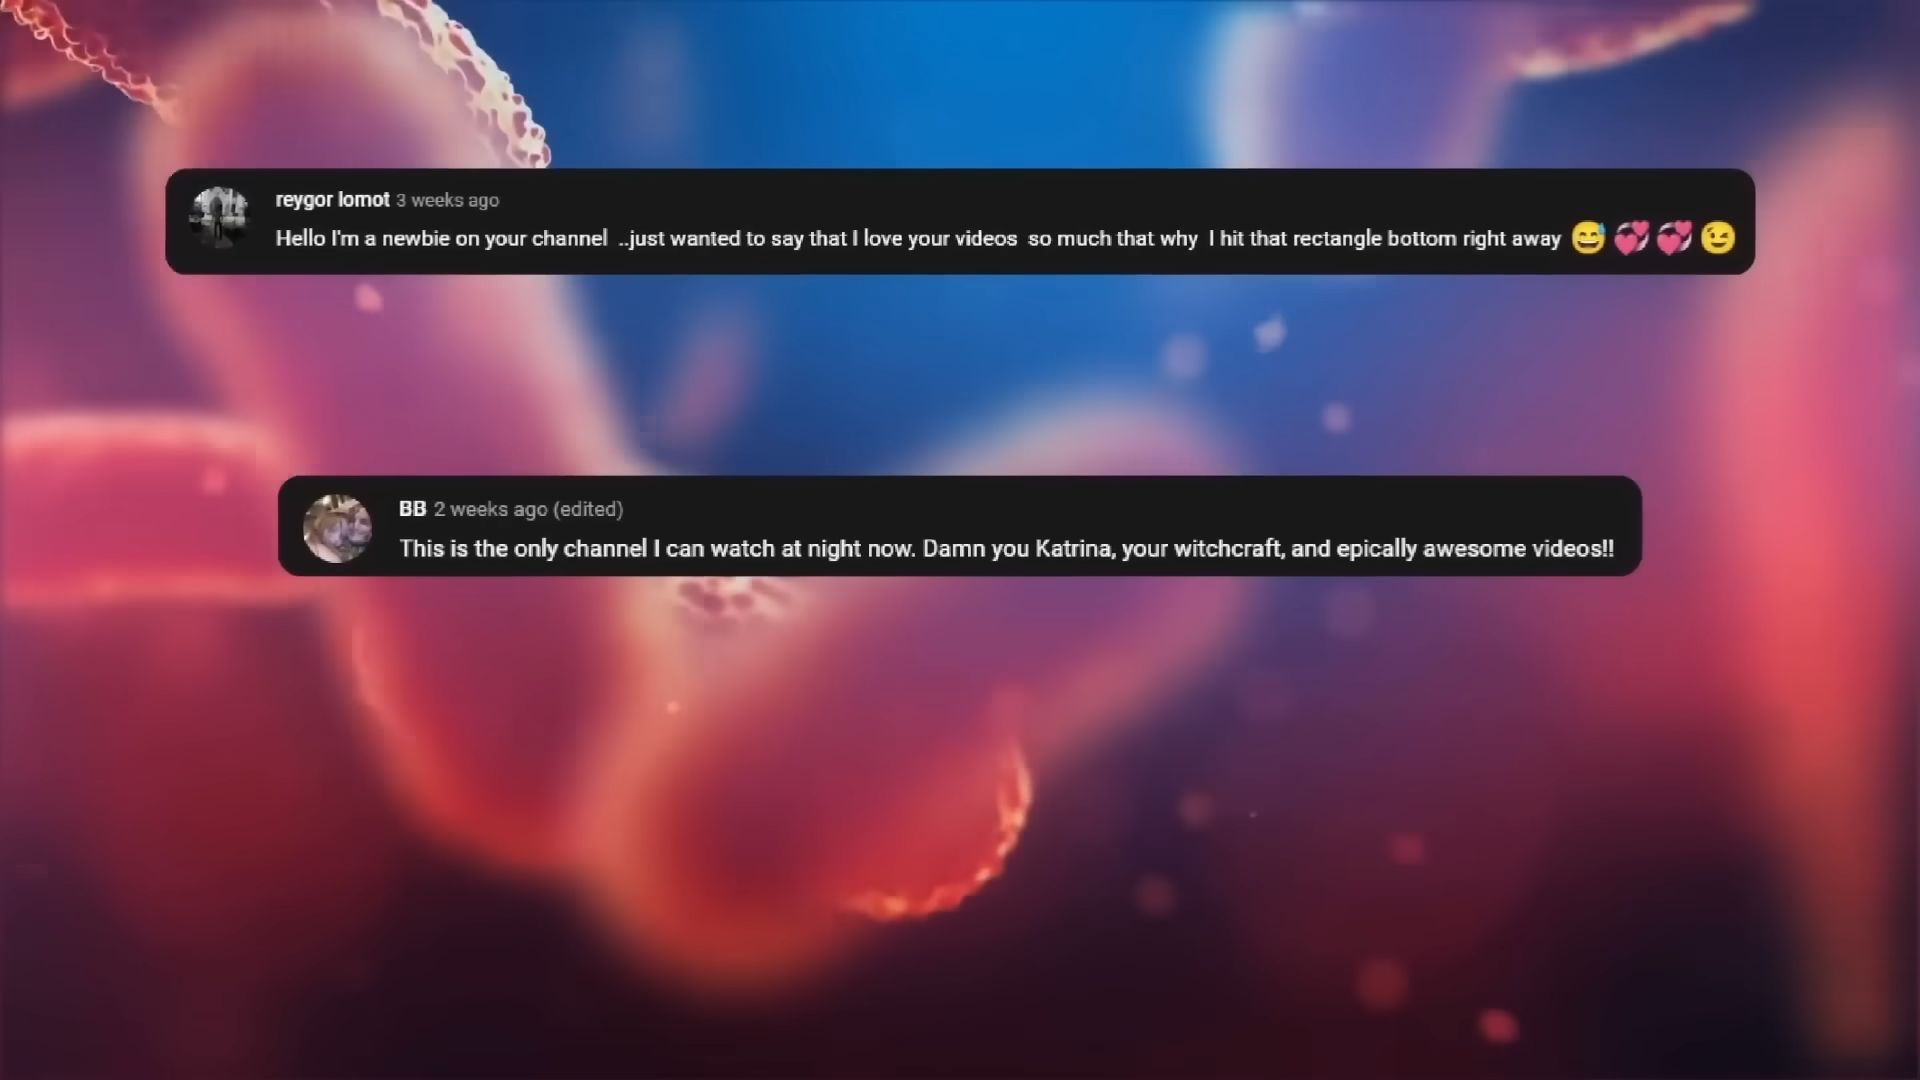 reygor lomot 3 weeks ago
Hello I'm a newbie on your channel ..just wanted to say that I love your videos so much that why I hit that rectangle bottom right away 😅💞💞😉
BB 2 weeks ago (edited)
This is the only channel I can watch at night now. Damn you Katrina, your witchcraft, and epically awesome videos!!